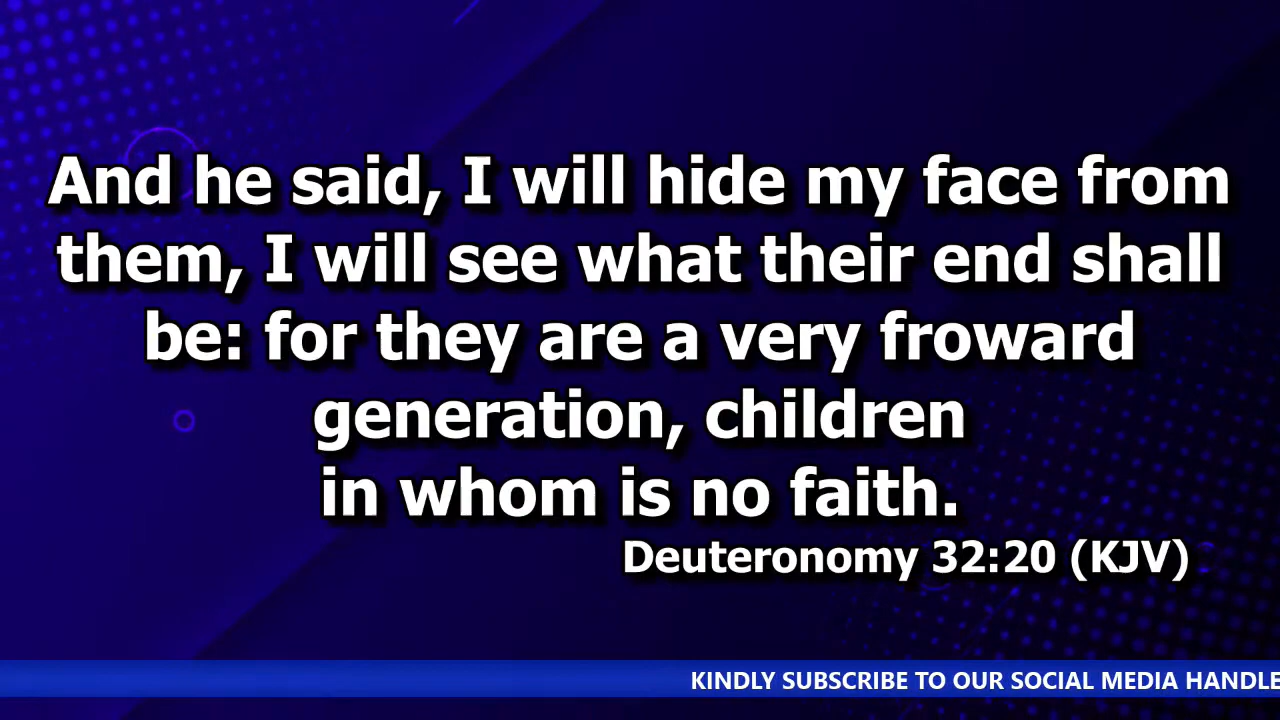 And he said, I will hide my face from
them, I will see what their end shall
be: for they are a very froward
generation, children
in whom is no faith.
Deuteronomy 32:20 (KJV)
KINDLY SUBSCRIBE TO OUR SOCIAL MEDIA HANDLE